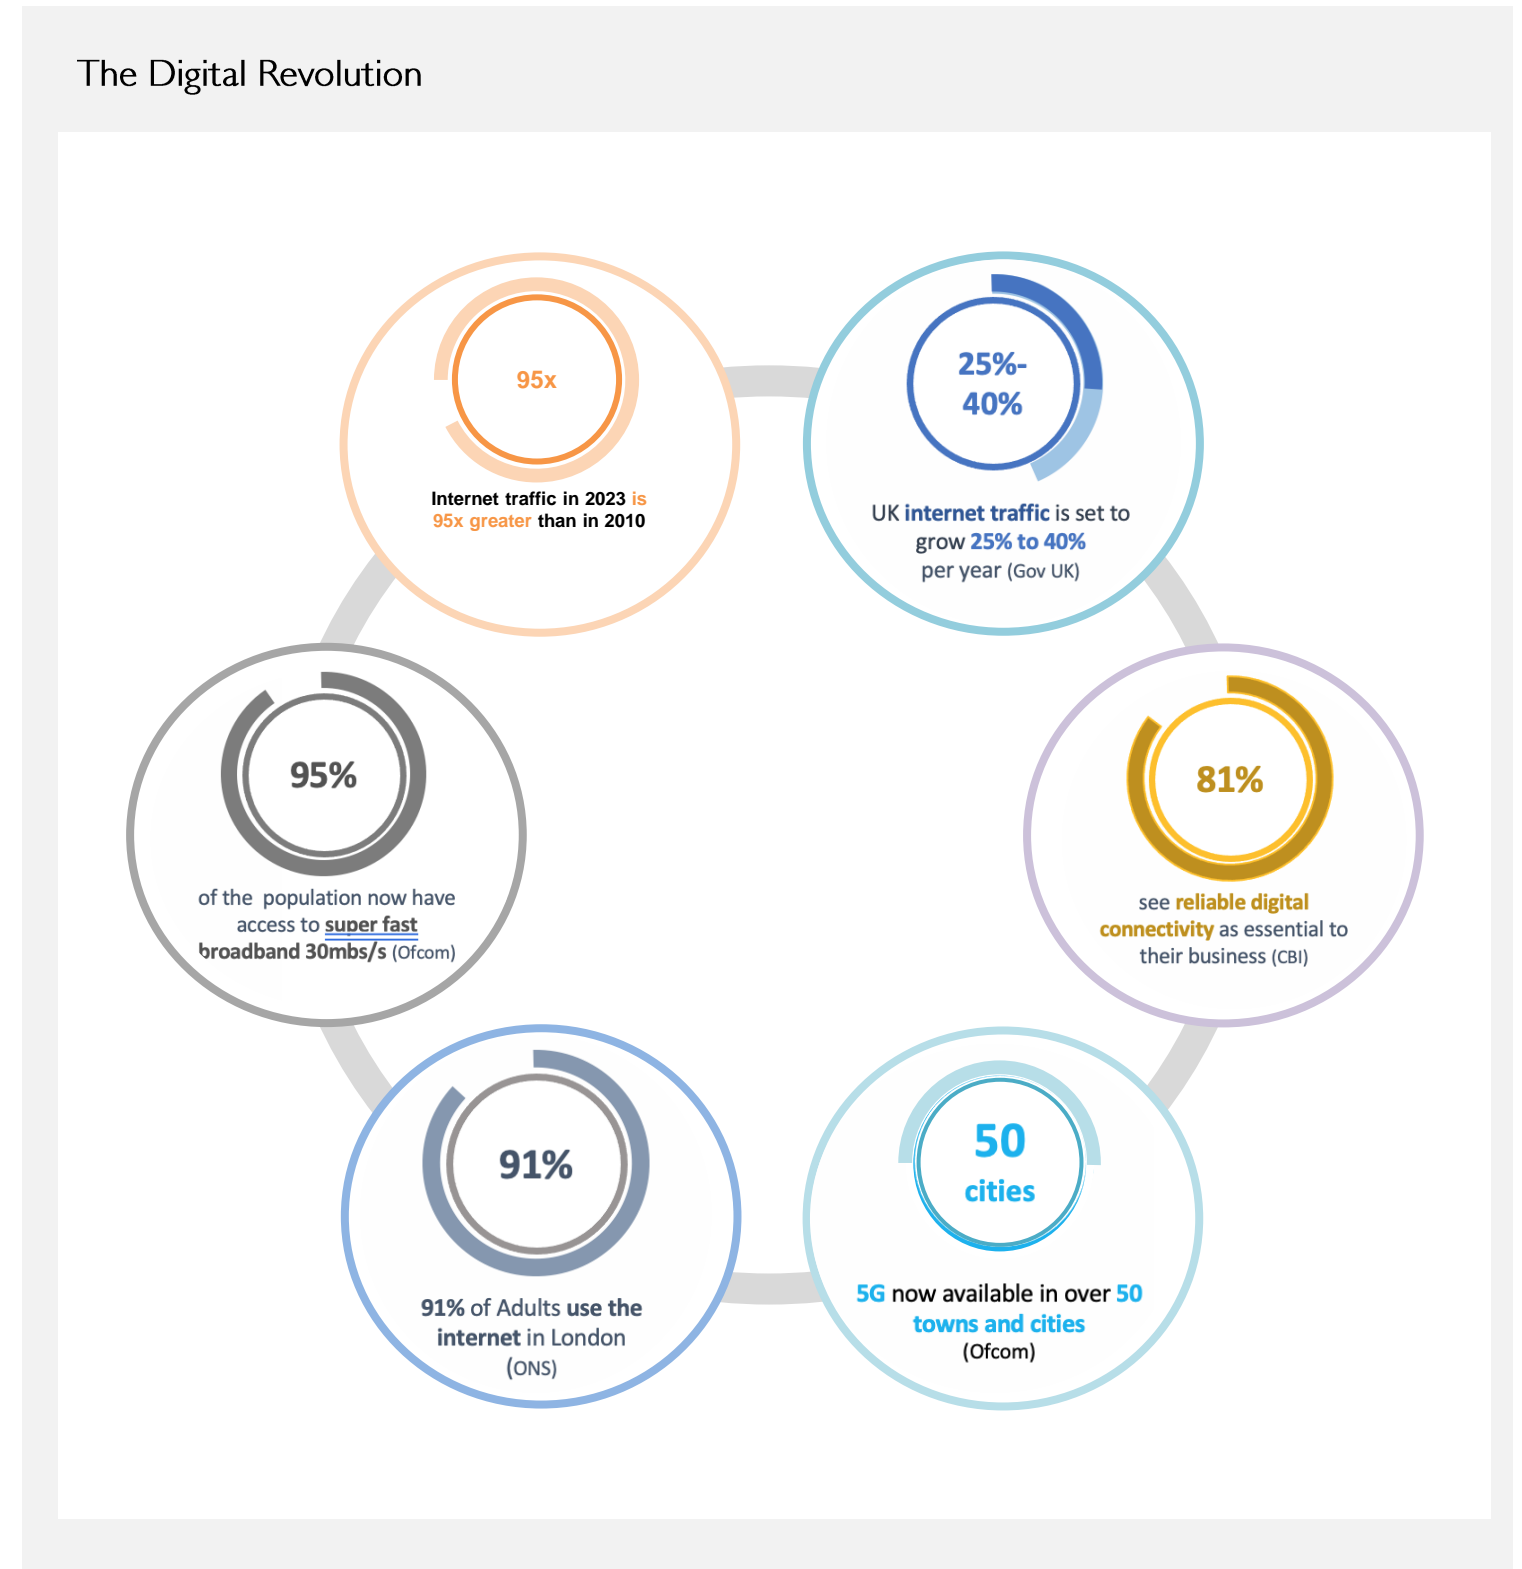 The Digital Revolution
95x
Internet traffic in 2023 is
95x greater than in 2010
25%-
40%
UK internet traffic is set to
grow 25% to 40%
per year (Gov UK)
95%
of the  population now have
access to super fast
broadband 30mbs/s (Ofcom)
81%
see reliable digital
connectivity as essential to
their business (CBI)
91%
91% of Adults use the
internet in London
(ONS)
50
cities
5G now available in over 50
towns and cities
(Ofcom)